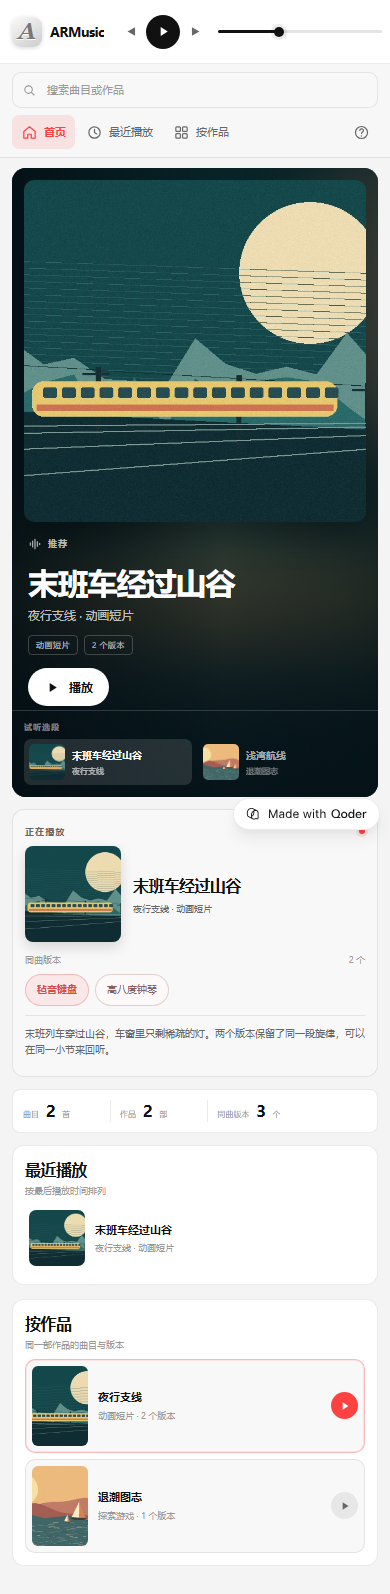 A ARMusic
搜索曲目或作品
首页 最近播放 按作品
推荐
末班车经过山谷
夜行支线 · 动画短片
动画短片 2 个版本
播放
试听选段
末班车经过山谷
夜行支线
浅湾航线
退潮图志
Made with Qoder
正在播放
末班车经过山谷
夜行支线 · 动画短片
同曲版本 2 个
毡音键盘 高八度钟琴
末班列车穿过山谷，车窗里只剩稀疏的灯。两个版本保留了同一段旋律，可以
在同一小节来回听。
曲目 2 首 作品 2 部 同曲版本 3 个
最近播放
按最后播放时间排列
末班车经过山谷
夜行支线 · 动画短片
按作品
同一部作品的曲目与版本
夜行支线
动画短片 · 2 个版本
退潮图志
探索游戏 · 1 个版本